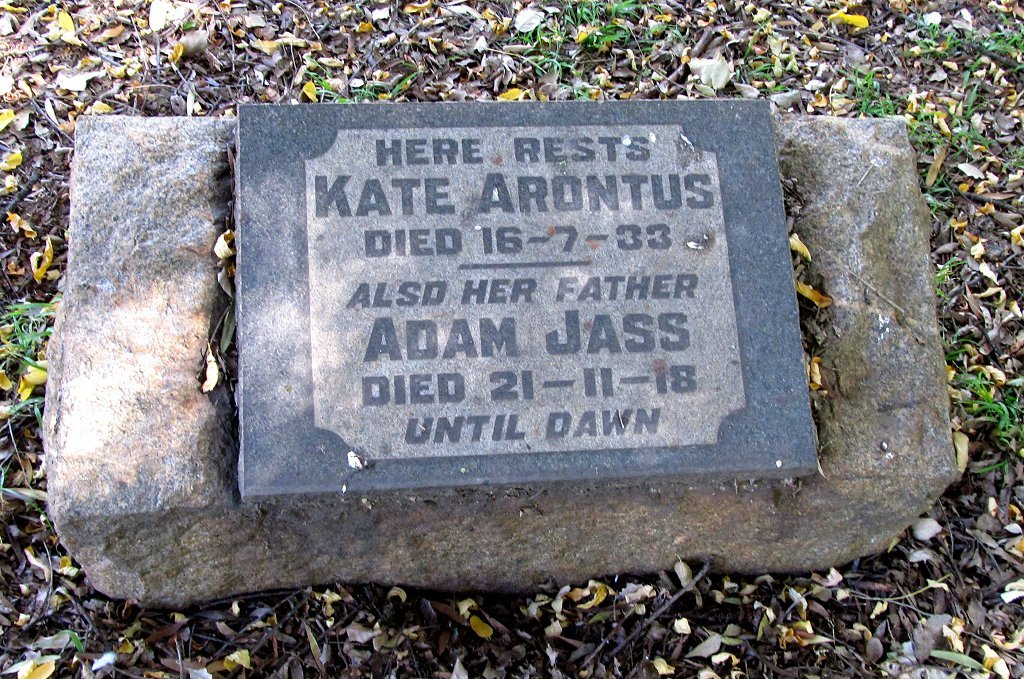 HERE RESTS
KATE ARONTUS
DIED 16-7-33
ALSO HER FATHER
ADAM JASS
DIED 21-11-18
UNTIL DAWN